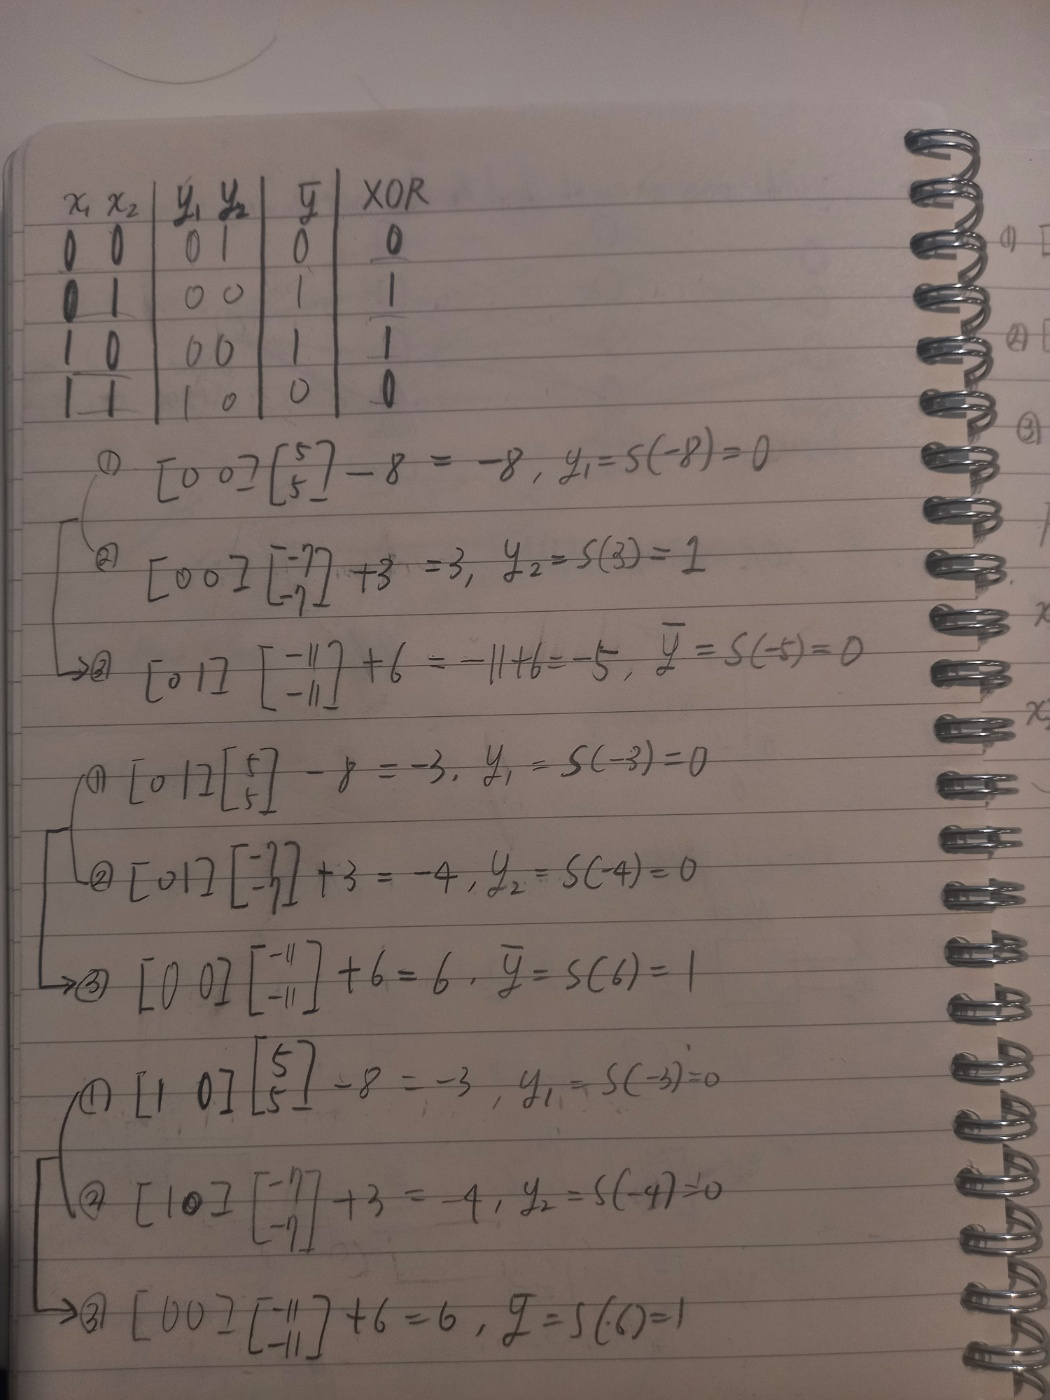 x₁ x₂ | y₁ y₂ | ȳ | XOR
0 0 | 0 1 | 0 | 0
0 1 | 0 0 | 1 | 1
1 0 | 0 0 | 1 | 1
1 1 | 1 0 | 0 | 0
① [0 0] [5 5] - 8 = -8, y₁ = S(-8) = 0
② [0 0] [-7 -7] + 3 = 3, y₂ = S(3) = 1
③ [0 1] [-11 -11] + 6 = -11+6 = -5, ȳ = S(-5) = 0
① [0 1] [5 5] - 8 = -3, y₁ = S(-3) = 0
② [0 1] [-7 -7] + 3 = -4, y₂ = S(-4) = 0
③ [0 0] [-11 -11] + 6 = 6, ȳ = S(6) = 1
① [1 0] [5 5] - 8 = -3, y₁ = S(-3) = 0
② [1 0] [-7 -7] + 3 = -4, y₂ = S(-4) = 0
③ [0 0] [-11 -11] + 6 = 6, ȳ = S(6) = 1
①
②
③